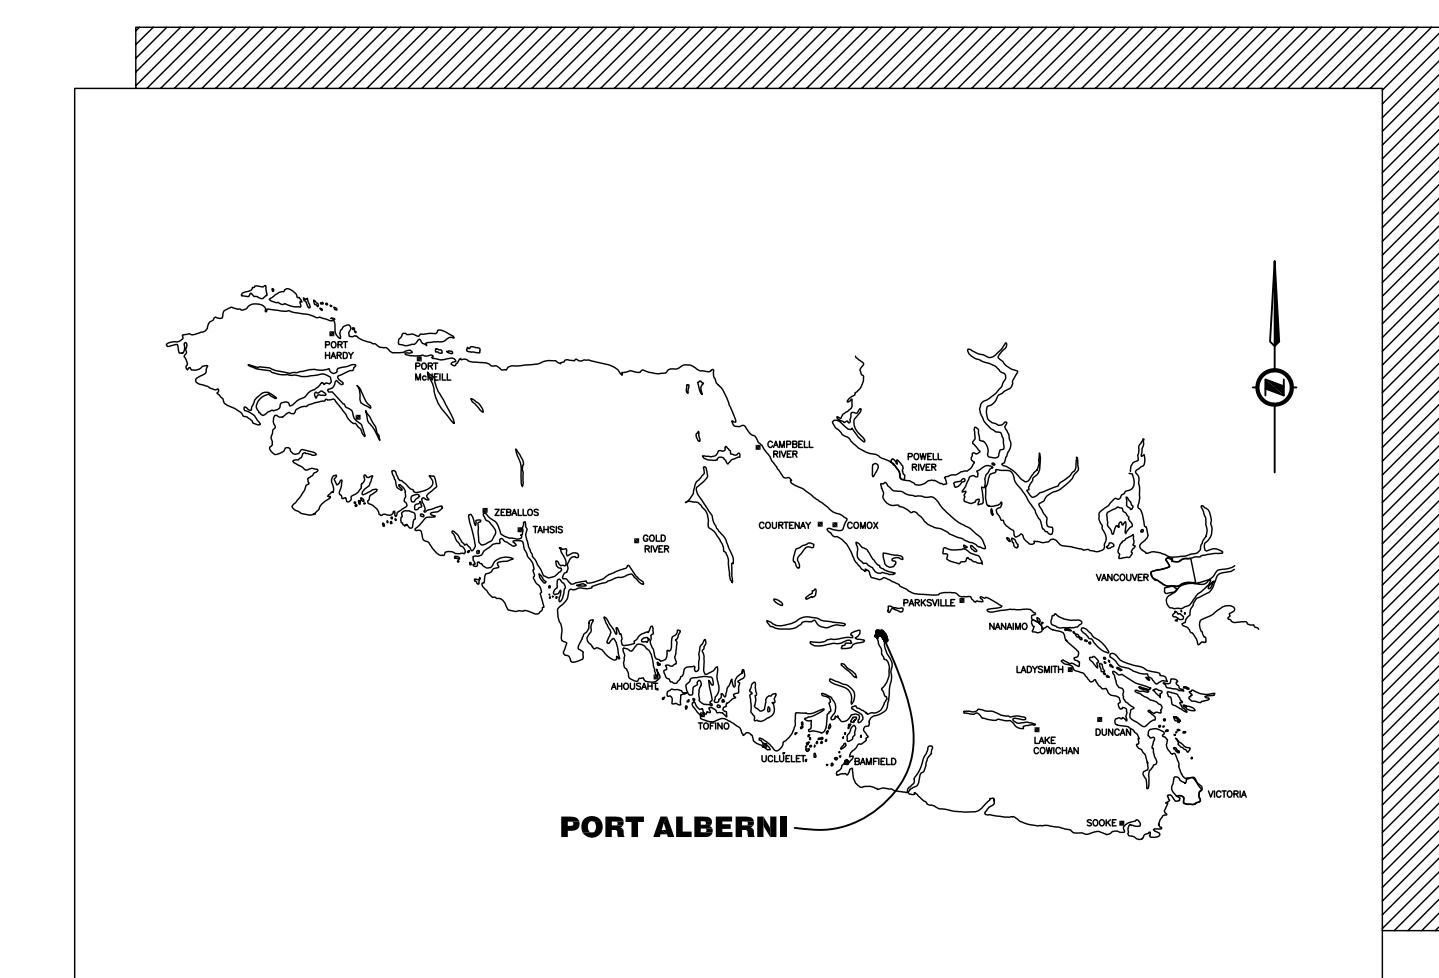 PORT
HARDY
PORT
McNEILL
CAMPBELL
RIVER
POWELL
RIVER
ZEBALLOS
TAHSIS
COURTENAY
COMOX
GOLD
RIVER
VANCOUVER
PARKSVILLE
NANAIMO
LADYSMITH
AHOUSAHT
TOFINO
DUNCAN
LAKE
COWICHAN
UCLUELET
BAMFIELD
VICTORIA
SOOKE
PORT ALBERNI
N